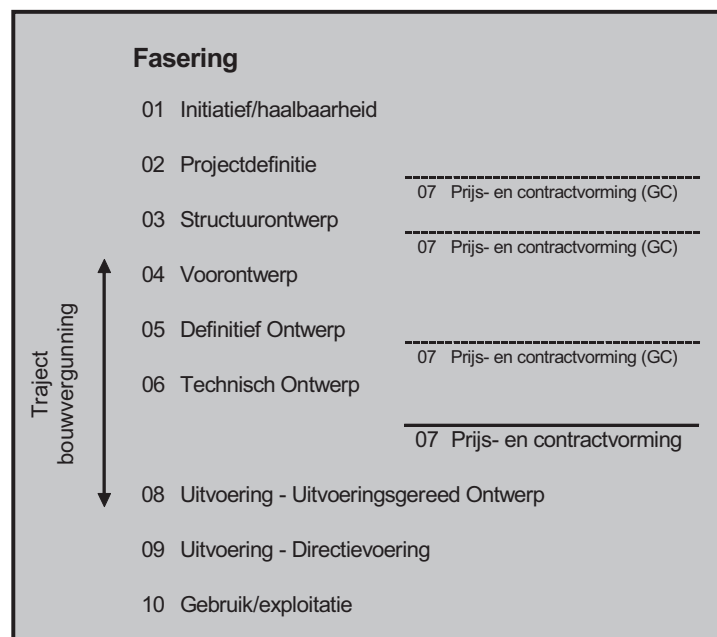 Fasering
01 Initiatief/haalbaarheid
02 Projectdefinitie
07 Prijs- en contractvorming (GC)
03 Structuurontwerp
07 Prijs- en contractvorming (GC)
04 Voorontwerp
05 Definitief Ontwerp
07 Prijs- en contractvorming (GC)
06 Technisch Ontwerp
07 Prijs- en contractvorming
08 Uitvoering - Uitvoeringsgereed Ontwerp
09 Uitvoering - Directievoering
10 Gebruik/exploitatie
Traject
bouwvergunning